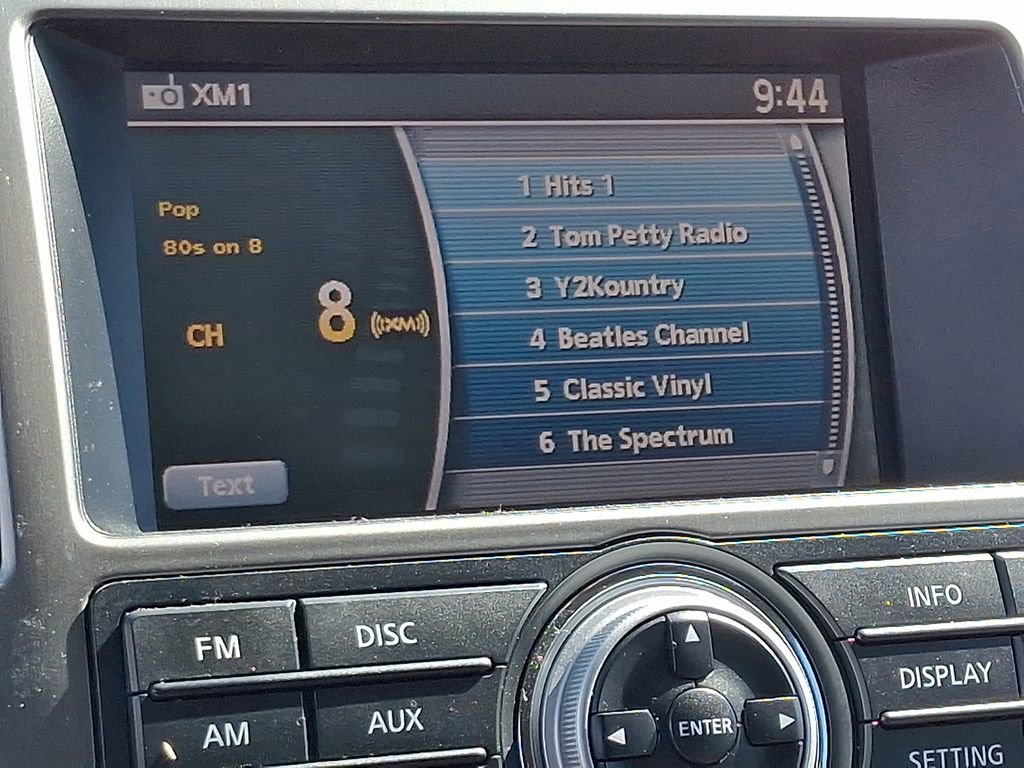 XM1
9:44
Pop
80s on 8
CH 8 ((XM))
Text
1 Hits 1
2 Tom Petty Radio
3 Y2Kountry
4 Beatles Channel
5 Classic Vinyl
6 The Spectrum
FM
DISC
AM
AUX
ENTER
INFO
DISPLAY
SETTING